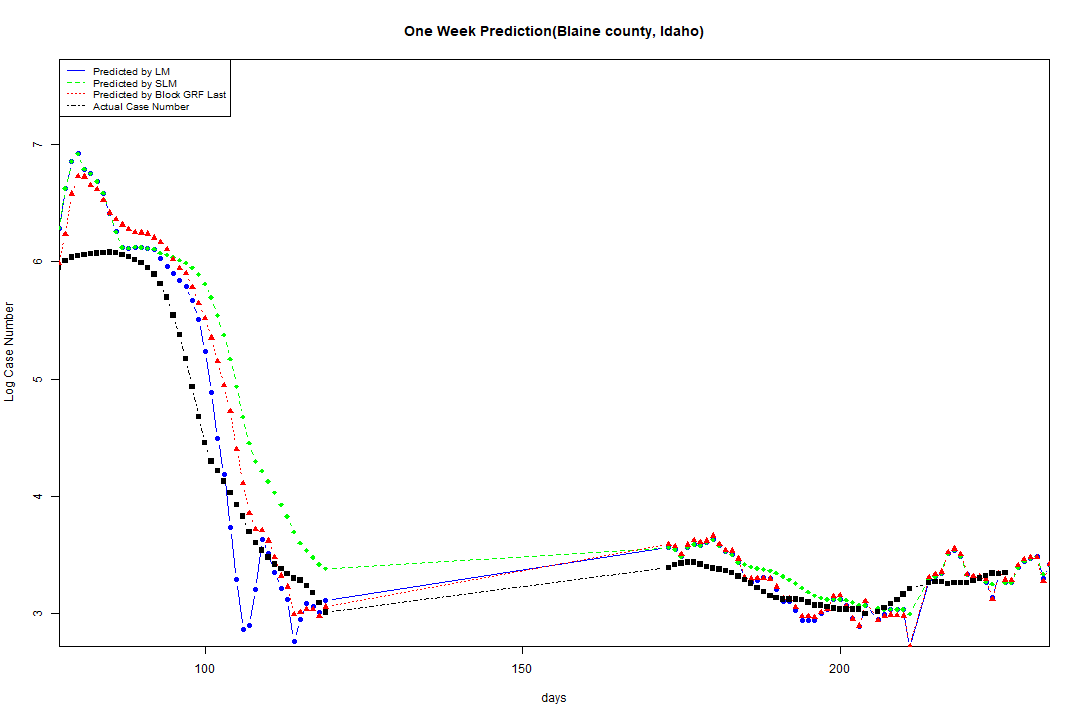 One Week Prediction(Blaine county, Idaho)
Predicted by LM
Predicted by SLM
Predicted by Block GRF Last
Actual Case Number
Log Case Number
7
6
5
4
3
100 150 200
days